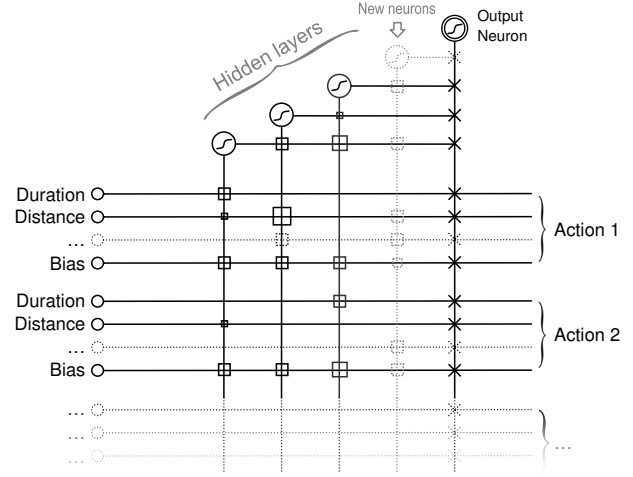 New neurons
Output
Neuron
Hidden layers
Duration
Distance
...
Bias
Action 1
Duration
Distance
...
Bias
Action 2
...
...
...
...